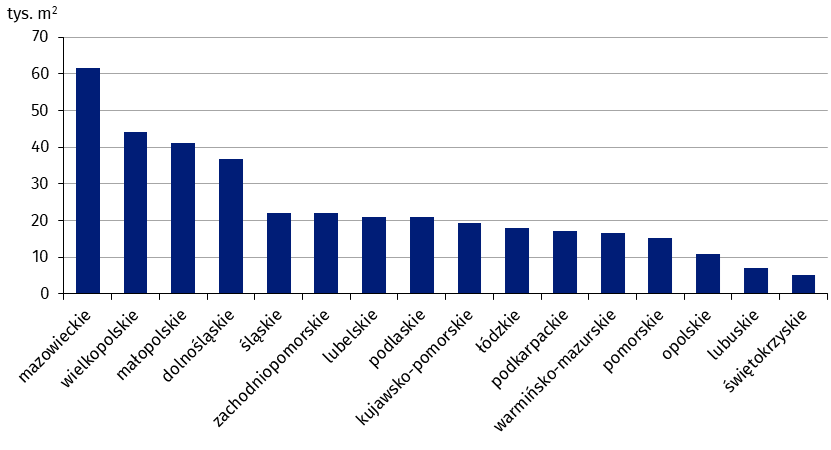 tys. m²
70
60
50
40
30
20
10
0
mazowieckie
wielkopolskie
małopolskie
dolnośląskie
śląskie
zachodniopomorskie
lubelskie
podlaskie
kujawsko-pomorskie
łódzkie
podkarpackie
warmińsko-mazurskie
pomorskie
opolskie
lubuskie
świętokrzyskie